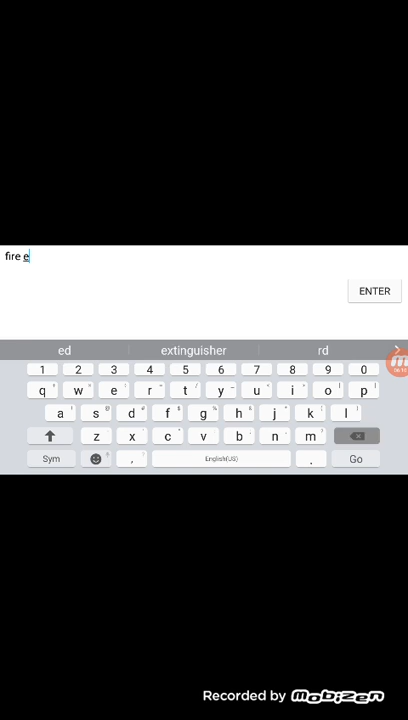 fire e
ENTER
ed extinguisher rd
1 2 3 4 5 6 7 8 9 0
q w e r t y u i o p
a s d f g h j k l
z x c v b n m
Sym , English(US) . Go
Recorded by Mobizen